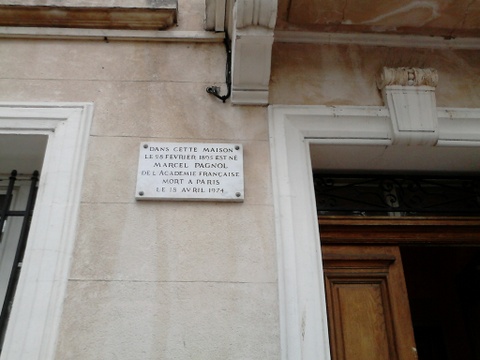 DANS CETTE MAISON
LE 28 FÉVRIER 1895 EST NÉ
MARCEL PAGNOL
DE L'ACADÉMIE FRANÇAISE
MORT A PARIS
LE 18 AVRIL 1974